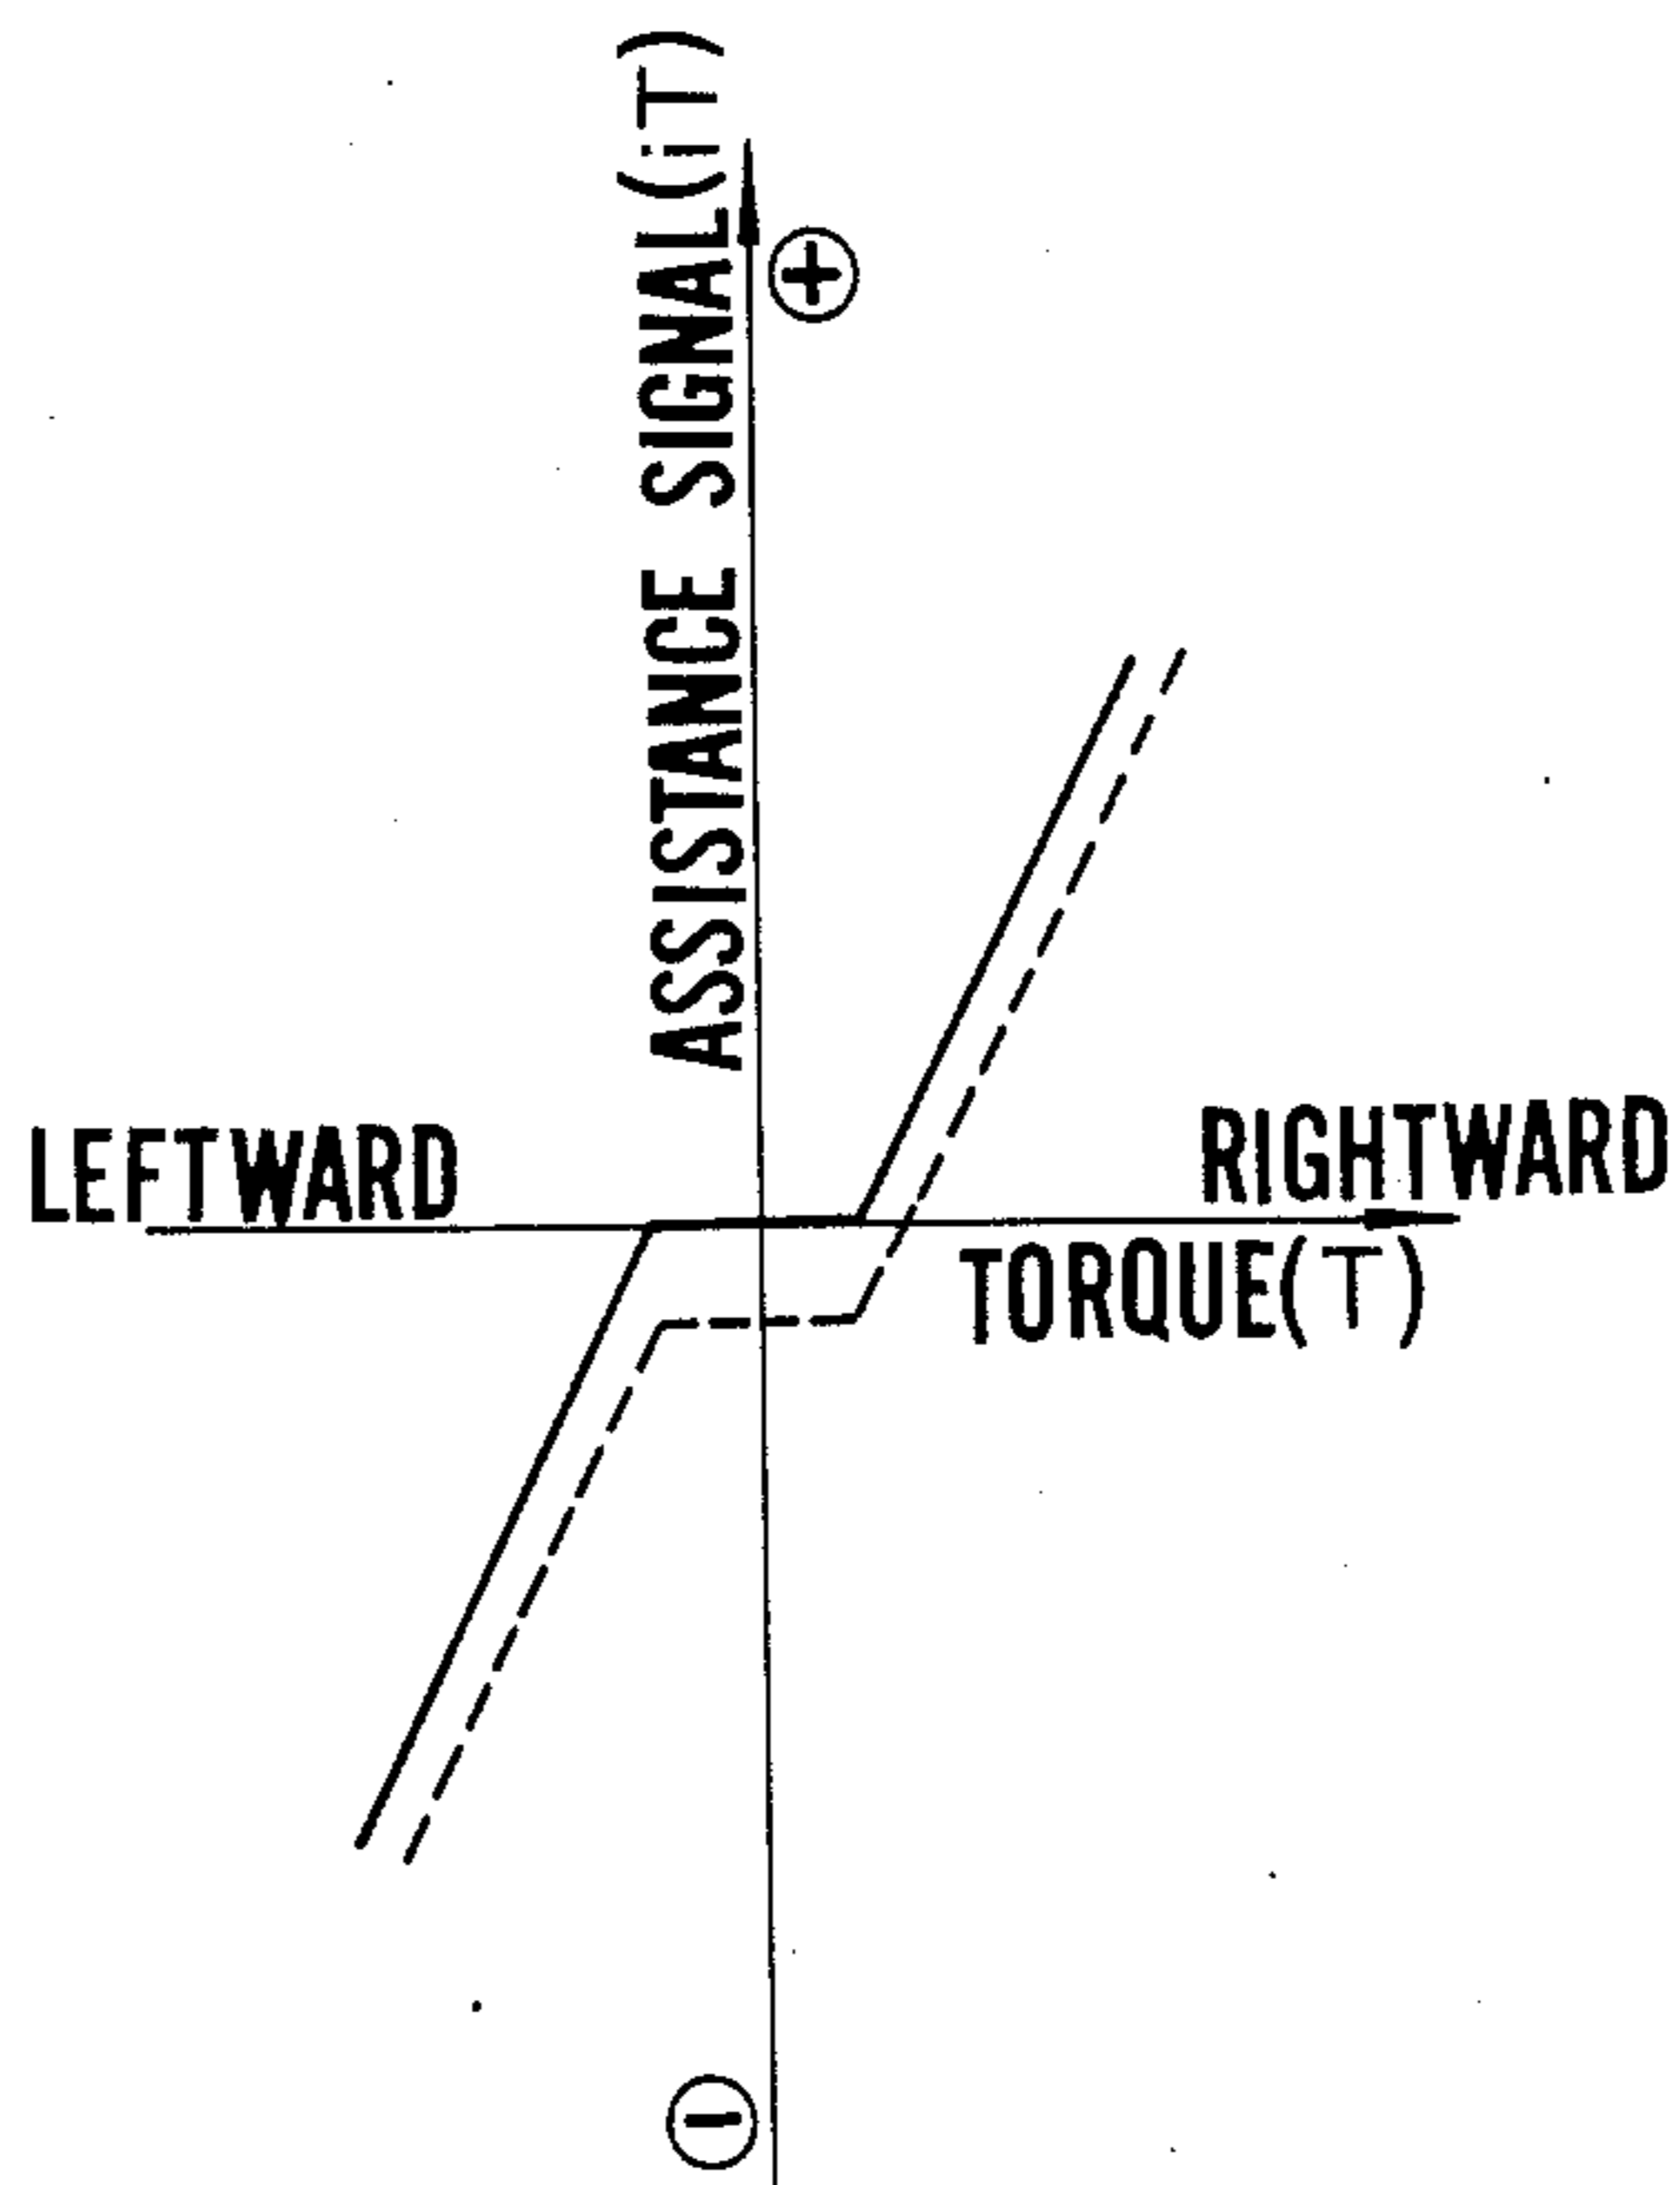 ASSISTANCE SIGNAL(iT)
+
LEFTWARD
RIGHTWARD
TORQUE(T)
−